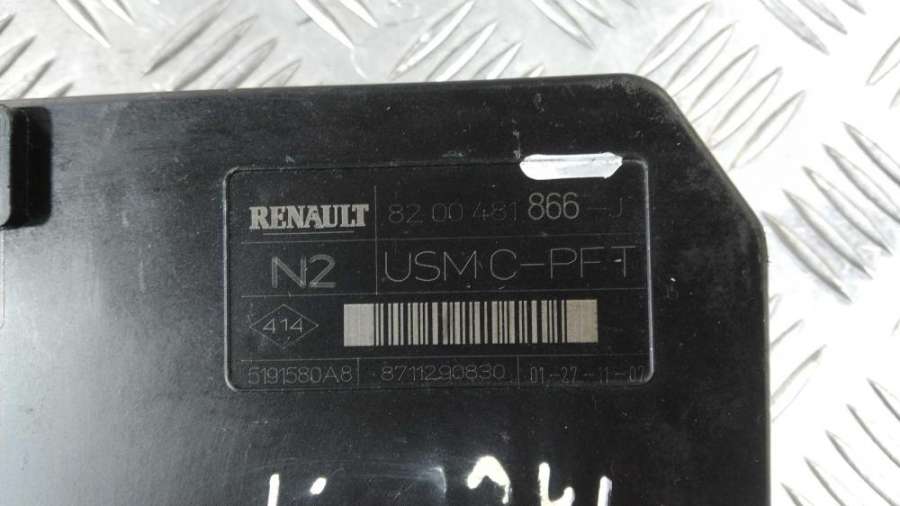 RENAULT 82 00 481 866-J
N2 USM C-PFT
414
5191580A8 8711290830 01-27-11-07